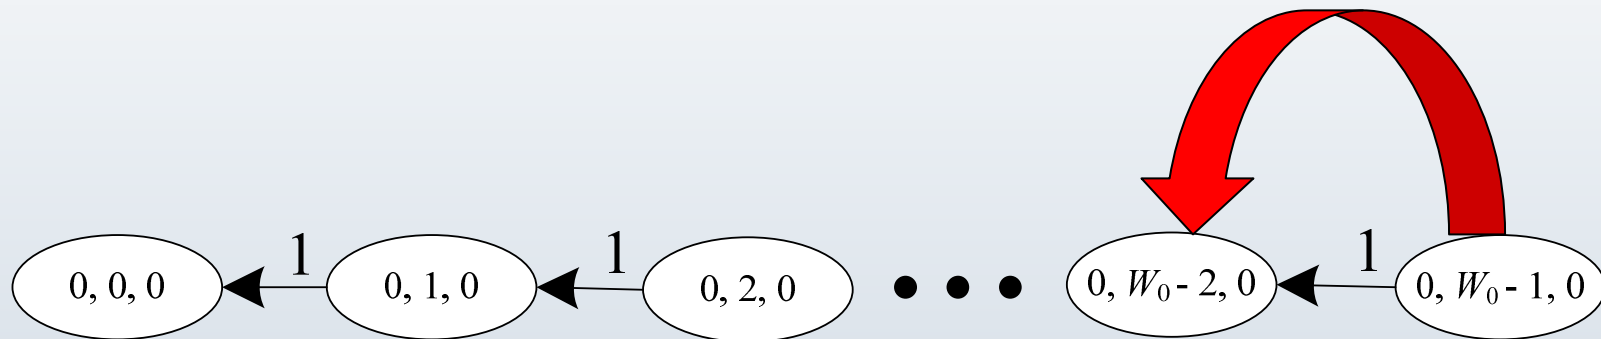 1 1 1
0, 0, 0 0, 1, 0 0, 2, 0 • • • 0, W₀ - 2, 0 0, W₀ - 1, 0